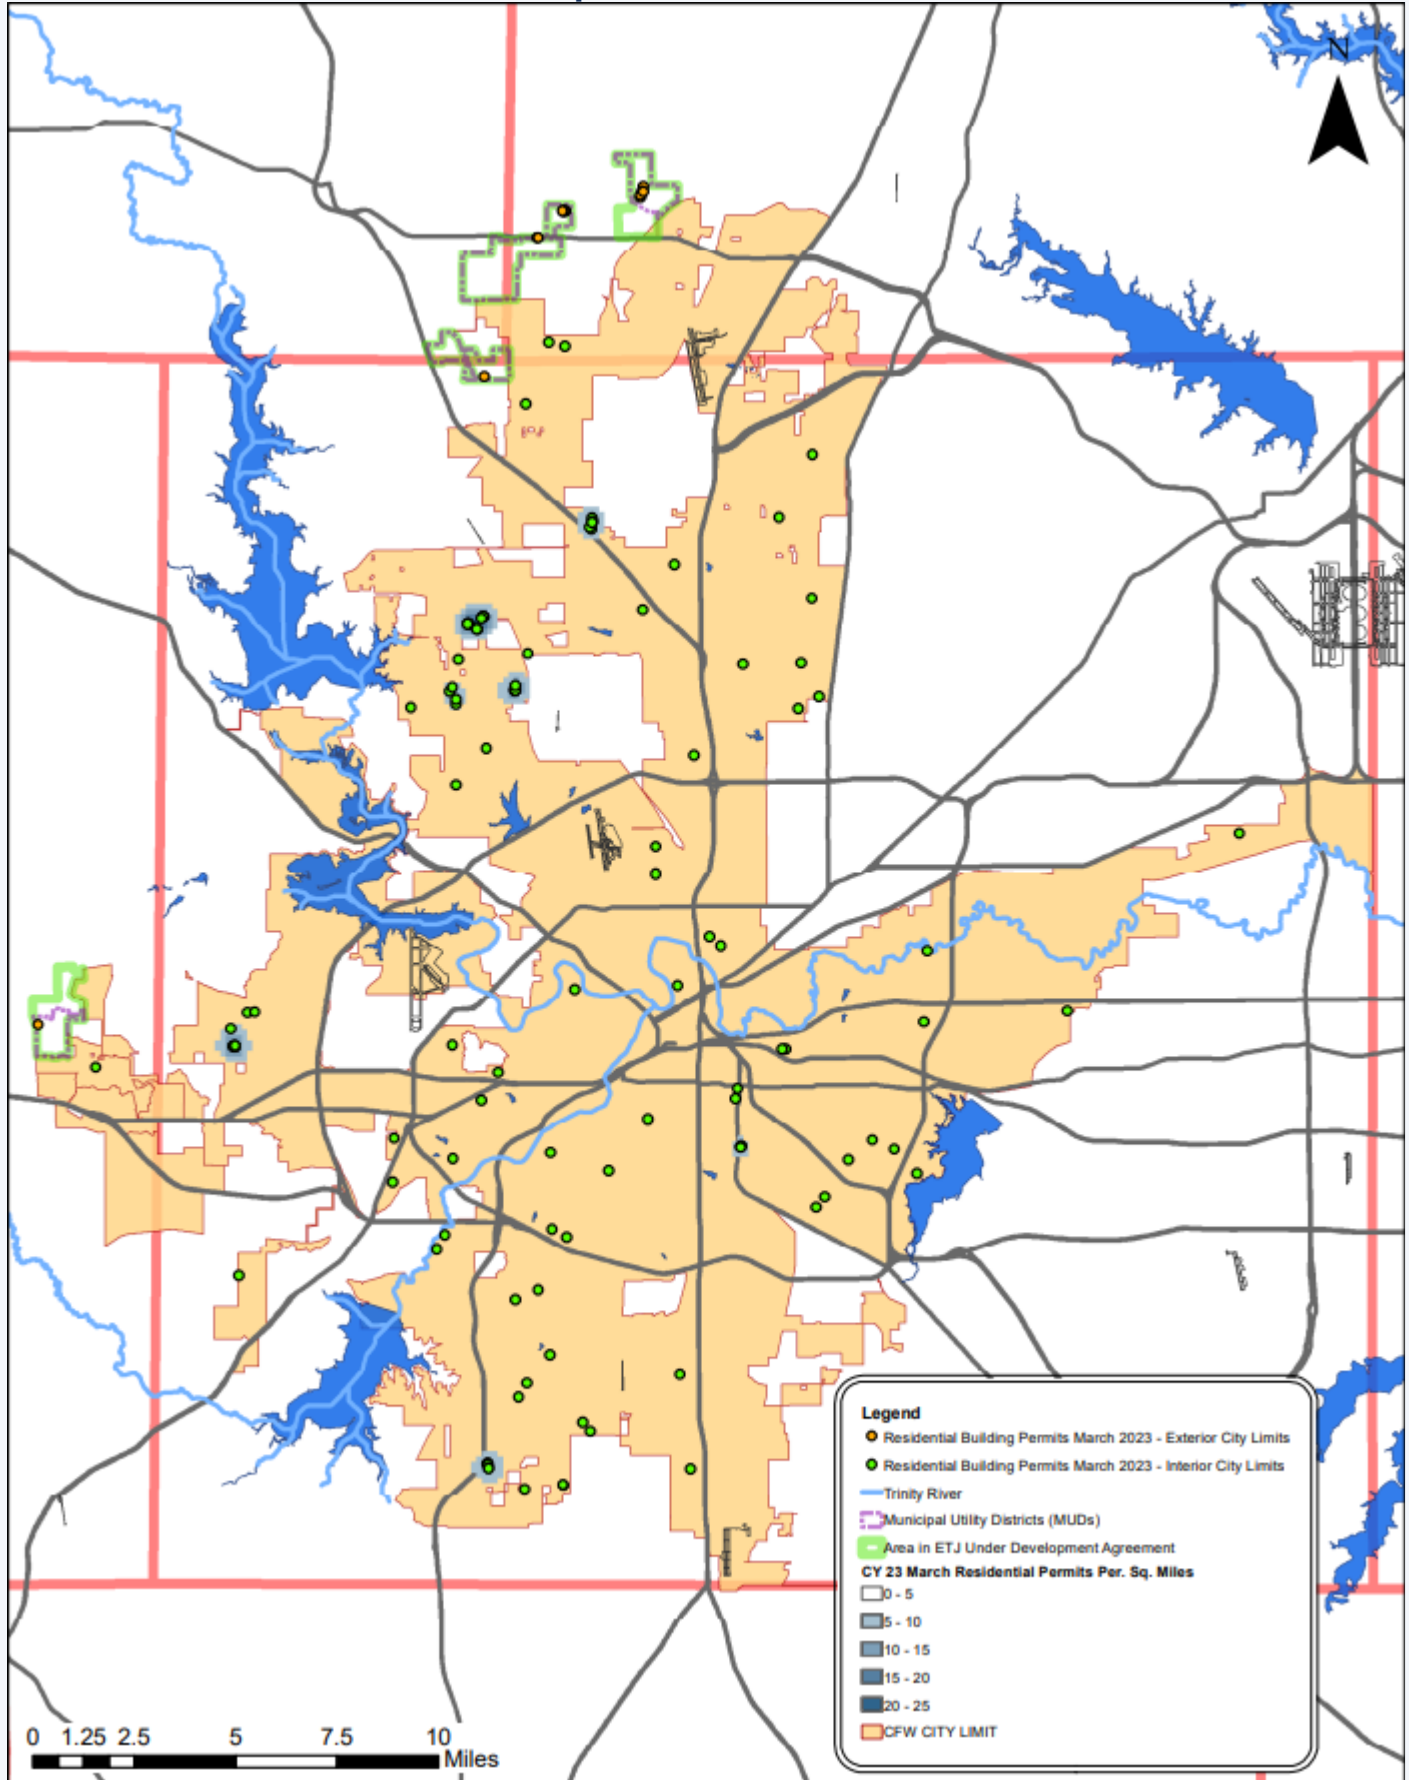 N
Legend
Residential Building Permits March 2023 - Exterior City Limits
Residential Building Permits March 2023 - Interior City Limits
Trinity River
Municipal Utility Districts (MUDs)
Area in ETJ Under Development Agreement
CY 23 March Residential Permits Per. Sq. Miles
0 - 5
5 - 10
10 - 15
15 - 20
20 - 25
CFW CITY LIMIT
0 1.25 2.5 5 7.5 10
Miles